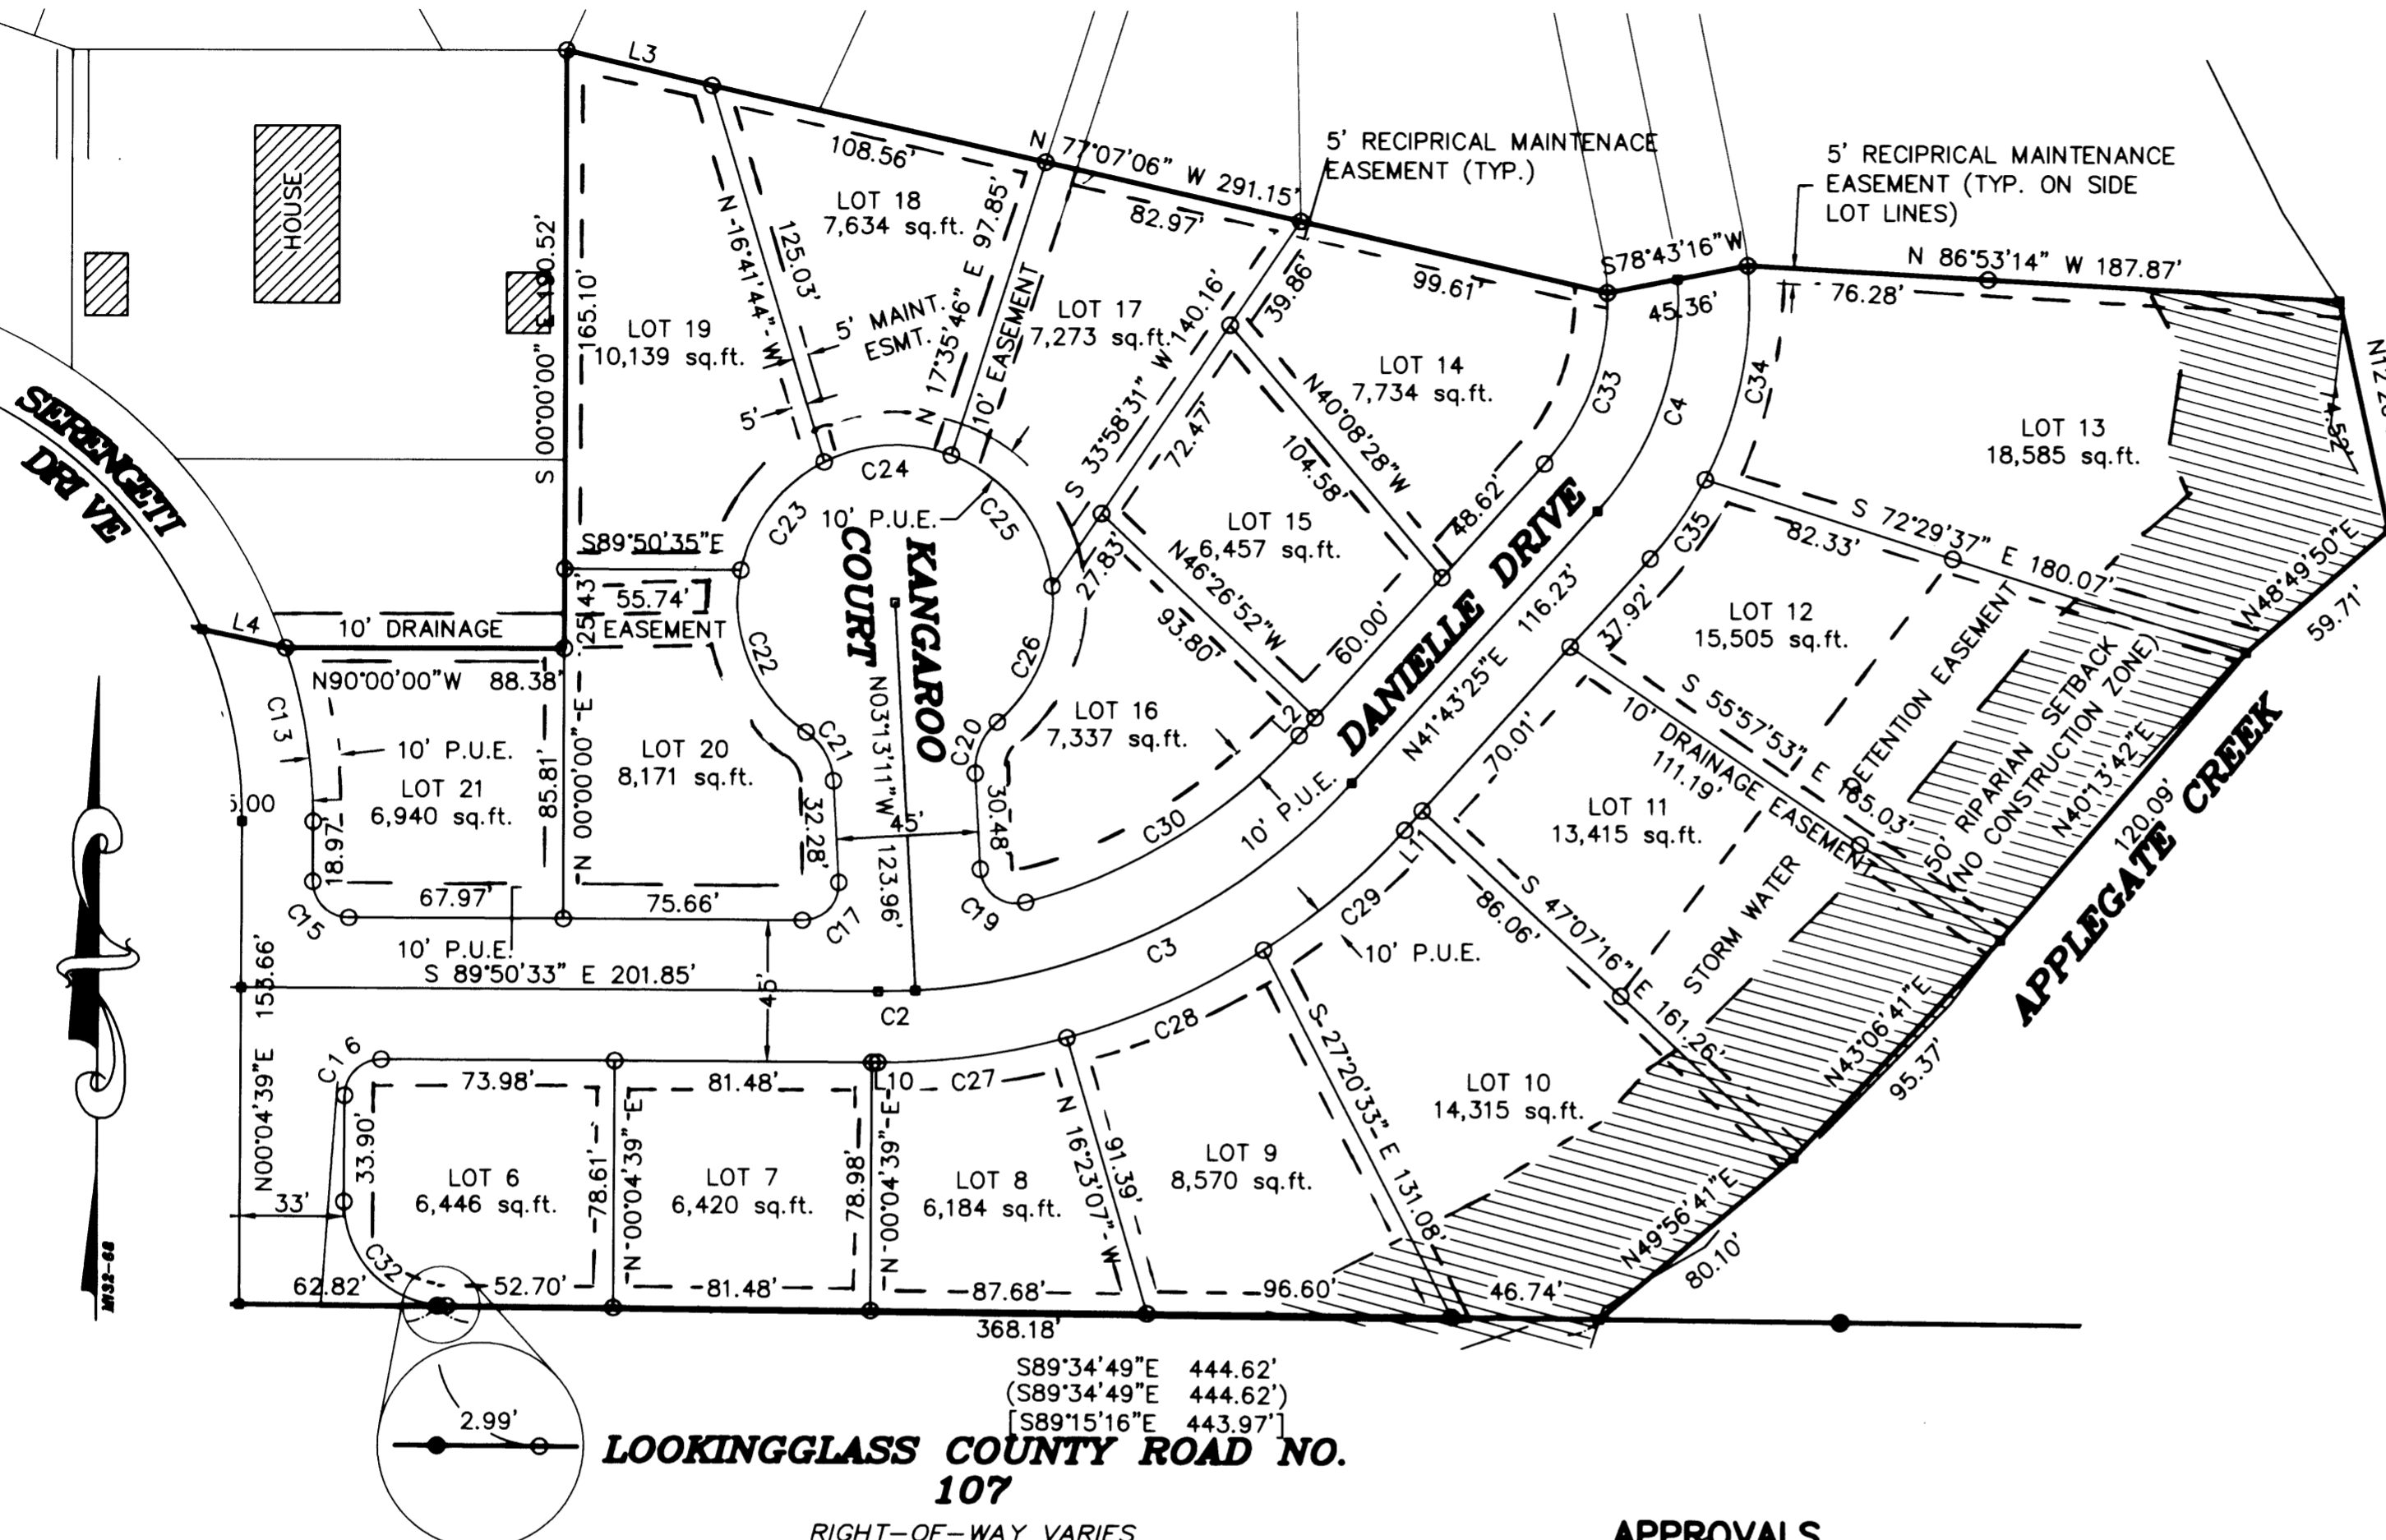 L3
HOUSE
S 00°00'00" E 190.52'
165.10'
LOT 19
10,139 sq.ft.
N 16°41'44" W
125.03'
5' MAINT.
ESMT.
5'
108.56'
LOT 18
7,634 sq.ft.
N 17°35'46" E 97.85'
10' EASEMENT
N 77°07'06" W 291.15'
82.97'
LOT 17
7,273 sq.ft.
5' RECIPRICAL MAINTENACE
EASEMENT (TYP.)
S 33°58'31" W 140.16'
39.86'
72.47'
27.83'
99.61'
LOT 14
7,734 sq.ft.
N40°08'28"W
104.58'
48.62'
C33
C4
C34
S78°43'16"W
45.36'
5' RECIPRICAL MAINTENANCE
EASEMENT (TYP. ON SIDE
LOT LINES)
N 86°53'14" W 187.87'
76.28'
LOT 13
18,585 sq.ft.
74.52'
N48°49'50"E
59.71'
S 72°29'37" E 180.07'
82.33'
C35
37.92'
LOT 12
15,505 sq.ft.
LOT 15
6,457 sq.ft.
N46°26'52"W
93.80'
60.00'
L2
DANIELLE DRIVE
116.23'
N41°43'25"E
SERENGETI
DRIVE
L4
10' DRAINAGE
EASEMENT
S89°50'35"E
55.74'
25.43'
C23
C24
C25
10' P.U.E.
KANGAROO
COURT
C22
C26
C21
C20
N03°13'11"W 123.96'
N90°00'00"W 88.38'
C13
10' P.U.E.
LOT 21
6,940 sq.ft.
85.81'
N 00°00'00" E
LOT 20
8,171 sq.ft.
32.28'
45'
30.48'
LOT 16
7,337 sq.ft.
C30
10' P.U.E.
70.01'
S 55°57'53" E 165.03'
10' DRAINAGE EASEMENT
111.19'
STORM WATER DETENTION EASEMENT
50' RIPARIAN SETBACK
(NO CONSTRUCTION ZONE)
N40°13'42"E
120.09'
APPLEGATE CREEK
LOT 11
13,415 sq.ft.
L11
C29
10' P.U.E.
86.06'
S 47°07'16" E 161.26'
N43°06'41"E
95.37'
5.00
18.97'
C15
67.97'
75.66'
C17
C19
10' P.U.E.
S 89°50'33" E 201.85'
45'
C2
C3
C28
N00°04'39"E 153.66'
C16
73.98'
81.48'
L10
C27
33.90'
33'
LOT 6
6,446 sq.ft.
78.61'
N 00°04'39" E
LOT 7
6,420 sq.ft.
78.98'
N 00°04'39" E
LOT 8
6,184 sq.ft.
N 16°23'07" W
91.39'
LOT 9
8,570 sq.ft.
S 27°20'33" E 131.08'
LOT 10
14,315 sq.ft.
N49°56'41"E
80.10'
C32
62.82'
52.70'
81.48'
87.68'
96.60'
46.74'
368.18'
S89°34'49"E 444.62'
(S89°34'49"E 444.62')
[S89°15'16"E 443.97']
2.99'
LOOKINGGLASS COUNTY ROAD NO.
107
RIGHT-OF-WAY VARIES
APPROVALS